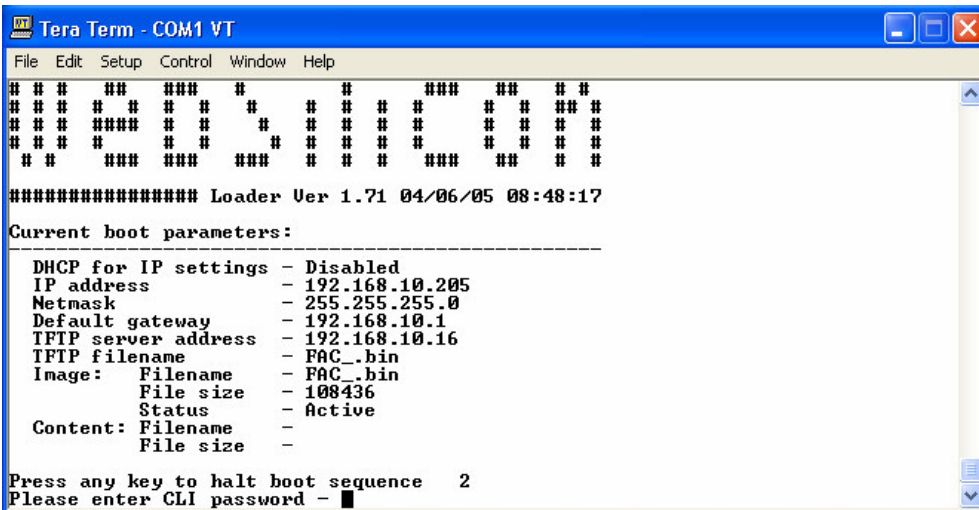 Tera Term - COM1 VT
File Edit Setup Control Window Help
WebSilicon
################ Loader Ver 1.71 04/06/05 08:48:17
Current boot parameters:
DHCP for IP settings - Disabled
IP address - 192.168.10.205
Netmask - 255.255.255.0
Default gateway - 192.168.10.1
TFTP server address - 192.168.10.16
TFTP filename - FAC_.bin
Image: Filename - FAC_.bin
File size - 108436
Status - Active
Content: Filename -
File size -
Press any key to halt boot sequence 2
Please enter CLI password -